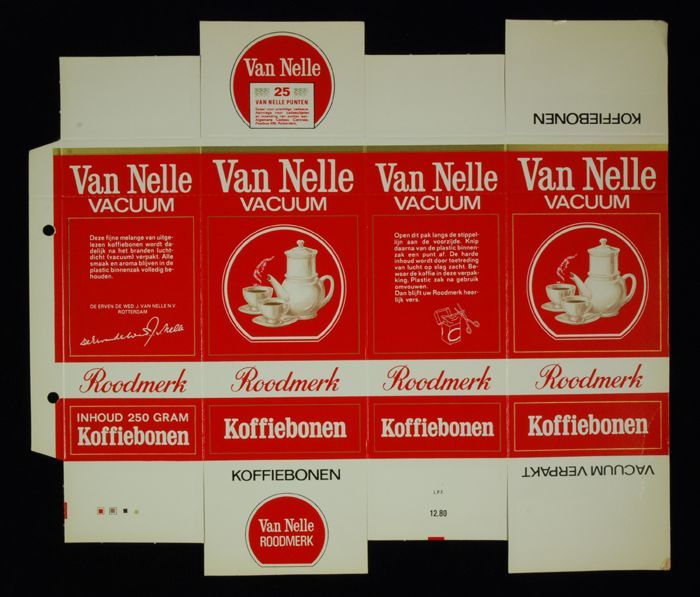 Van Nelle
25
VAN NELLE PUNTEN
KOFFIEBONEN
Van Nelle
VACUUM
Deze fijne melange van uitge-
lezen koffiebonen wordt da-
delijk na het branden lucht-
dicht (vacuum) verpakt. Alle
smaak en aroma blijven in de
plastic binnenzak volledig be-
houden.
DE ERVEN DE WED. J. VAN NELLE N.V.
ROTTERDAM
Roodmerk
INHOUD 250 GRAM
Koffiebonen
Van Nelle
VACUUM
Roodmerk
Koffiebonen
KOFFIEBONEN
Van Nelle
ROODMERK
Van Nelle
VACUUM
Open dit pak langs de stippel-
lijn aan de voorzijde. Knip
daarna van de plastic binnen-
zak een punt af. De harde
inhoud wordt door toetreding
van lucht op slag zacht. Be-
waar de koffie in deze verpak-
king. Plastic zak na gebruik
omvouwen.
Dan blijft uw Roodmerk heer-
lijk vers.
Roodmerk
Koffiebonen
L.P.F.
12.80
Van Nelle
VACUUM
Roodmerk
Koffiebonen
VACUUM VERPAKT